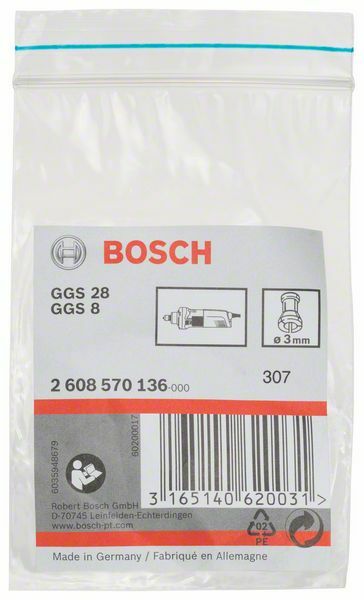 BOSCH
GGS 28
GGS 8
ø 3 mm
2 608 570 136-000
307
6035948679
60200017
3 165140 620031 >
Robert Bosch GmbH
D-70745 Leinfelden-Echterdingen
www.bosch-pt.com
02
PE
Made in Germany / Fabriqué en Allemagne